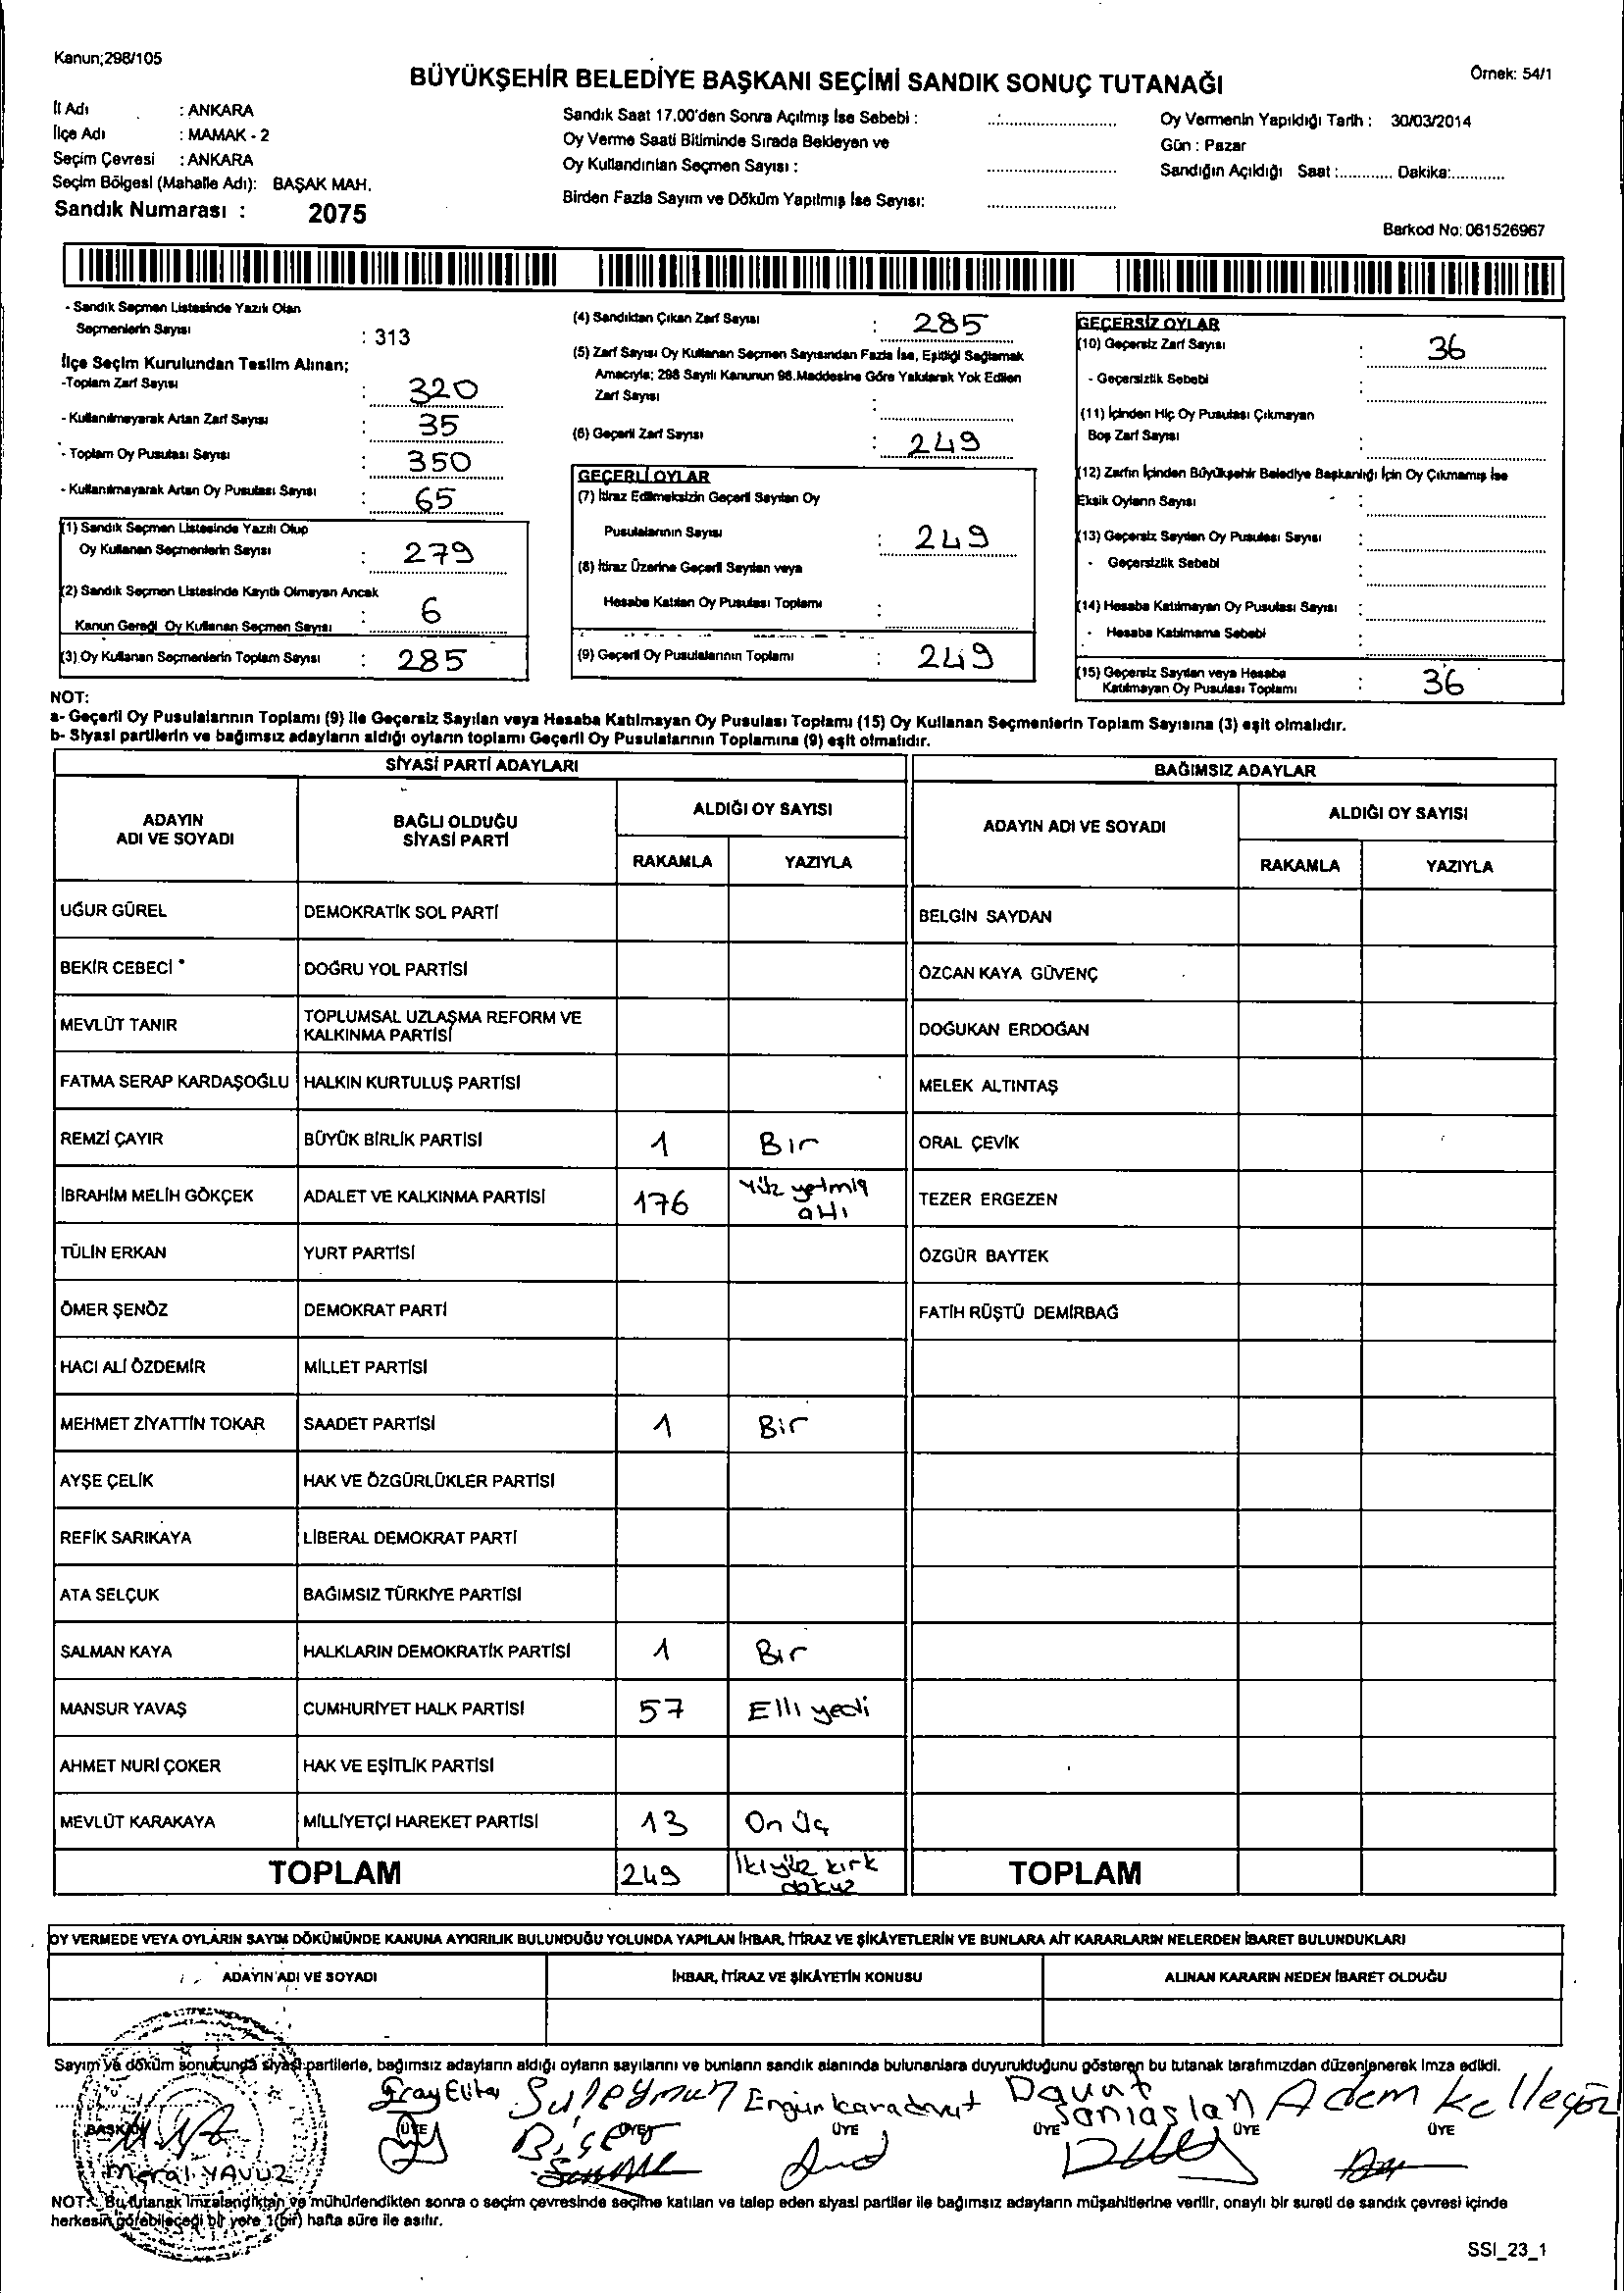 Kanun;298/105
BÜYÜKŞEHİR BELEDİYE BAŞKANI SEÇİMİ SANDIK SONUÇ TUTANAĞI
Örnek: 54/1
İl Adı : ANKARA
İlçe Adı : MAMAK - 2
Seçim Çevresi : ANKARA
Seçim Bölgesi (Mahalle Adı): BAŞAK MAH.
Sandık Numarası : 2075
Sandık Saat 17.00'den Sonra Açılmış İse Sebebi : ............
Oy Verme Saati Bitiminde Sırada Bekleyen ve
Oy Kullandırılan Seçmen Sayısı : ............
Birden Fazla Sayım ve Döküm Yapılmış İse Sayısı: ............
Oy Vermenin Yapıldığı Tarih : 30/03/2014
Gün : Pazar
Sandığın Açıldığı Saat :............ Dakika:............
Barkod No: 061526967
- Sandık Seçmen Listesinde Yazılı Olan
Seçmenlerin Sayısı : 313
İlçe Seçim Kurulundan Teslim Alınan;
-Toplam Zarf Sayısı : 320
- Kullanılmayarak Artan Zarf Sayısı : 35
- Toplam Oy Pusulası Sayısı : 350
- Kullanılmayarak Artan Oy Pusulası Sayısı : 65
(1) Sandık Seçmen Listesinde Yazılı Olup
Oy Kullanan Seçmenlerin Sayısı : 279
(2) Sandık Seçmen Listesinde Kayıtlı Olmayan Ancak
Kanun Gereği Oy Kullanan Seçmen Sayısı : 6
(3) Oy Kullanan Seçmenlerin Toplam Sayısı : 285
(4) Sandıktan Çıkan Zarf Sayısı : 285
(5) Zarf Sayısı Oy Kullanan Seçmen Sayısından Fazla İse, Eşitliği Sağlamak
Amacıyla; 298 Sayılı Kanunun 98.Maddesine Göre Yakılarak Yok Edilen
Zarf Sayısı :
(6) Geçerli Zarf Sayısı : 249
GEÇERLİ OYLAR
(7) İtiraz Edilmeksizin Geçerli Sayılan Oy
Pusulalarının Sayısı : 249
(8) İtiraz Üzerine Geçerli Sayılan veya
Hesaba Katılan Oy Pusulası Toplamı :
(9) Geçerli Oy Pusulalarının Toplamı : 249
GEÇERSİZ OYLAR
(10) Geçersiz Zarf Sayısı : 36
- Geçersizlik Sebebi :
(11) İçinden Hiç Oy Pusulası Çıkmayan
Boş Zarf Sayısı :
(12) Zarfın İçinden Büyükşehir Belediye Başkanlığı İçin Oy Çıkmamış İse
Eksik Oyların Sayısı :
(13) Geçersiz Sayılan Oy Pusulası Sayısı :
- Geçersizlik Sebebi :
(14) Hesaba Katılmayan Oy Pusulası Sayısı :
- Hesaba Katılmama Sebebi :
(15) Geçersiz Sayılan veya Hesaba
Katılmayan Oy Pusulası Toplamı : 36
NOT:
a- Geçerli Oy Pusulalarının Toplamı (9) ile Geçersiz Sayılan veya Hesaba Katılmayan Oy Pusulası Toplamı (15) Oy Kullanan Seçmenlerin Toplam Sayısına (3) eşit olmalıdır.
b- Siyasi partilerin ve bağımsız adayların aldığı oyların toplamı Geçerli Oy Pusulalarının Toplamına (9) eşit olmalıdır.
SİYASİ PARTİ ADAYLARI
BAĞIMSIZ ADAYLAR
ADAYIN ADI VE SOYADI
BAĞLI OLDUĞU SİYASİ PARTİ
ALDIĞI OY SAYISI
RAKAMLA YAZIYLA
ADAYIN ADI VE SOYADI
ALDIĞI OY SAYISI
RAKAMLA YAZIYLA
UĞUR GÜREL DEMOKRATİK SOL PARTİ BELGİN SAYDAN
BEKİR CEBECİ DOĞRU YOL PARTİSİ ÖZCAN KAYA GÜVENÇ
MEVLÜT TANIR TOPLUMSAL UZLAŞMA REFORM VE KALKINMA PARTİSİ DOĞUKAN ERDOĞAN
FATMA SERAP KARDAŞOĞLU HALKIN KURTULUŞ PARTİSİ MELEK ALTINTAŞ
REMZİ ÇAYIR BÜYÜK BİRLİK PARTİSİ 1 Bır ORAL ÇEVİK
İBRAHİM MELİH GÖKÇEK ADALET VE KALKINMA PARTİSİ 176 Yüz yetmiş altı TEZER ERGEZEN
TÜLİN ERKAN YURT PARTİSİ ÖZGÜR BAYTEK
ÖMER ŞENÖZ DEMOKRAT PARTİ FATİH RÜŞTÜ DEMİRBAĞ
HACI ALİ ÖZDEMİR MİLLET PARTİSİ
MEHMET ZİYATTİN TOKAR SAADET PARTİSİ 1 Bir
AYŞE ÇELİK HAK VE ÖZGÜRLÜKLER PARTİSİ
REFİK SARIKAYA LİBERAL DEMOKRAT PARTİ
ATA SELÇUK BAĞIMSIZ TÜRKİYE PARTİSİ
SALMAN KAYA HALKLARIN DEMOKRATİK PARTİSİ 1 Bır
MANSUR YAVAŞ CUMHURİYET HALK PARTİSİ 57 Ellı yedi
AHMET NURİ ÇOKER HAK VE EŞİTLİK PARTİSİ
MEVLÜT KARAKAYA MİLLİYETÇİ HAREKET PARTİSİ 13 On üç
TOPLAM 249 İkiyüz kırk dokuz TOPLAM
OY VERMEDE VEYA OYLARIN SAYIM DÖKÜMÜNDE KANUNA AYKIRILIK BULUNDUĞU YOLUNDA YAPILAN İHBAR, İTİRAZ VE ŞİKÂYETLERİN VE BUNLARA AİT KARARLARIN NELERDEN İBARET BULUNDUKLARI
ADAYIN ADI VE SOYADI İHBAR, İTİRAZ VE ŞİKÂYETİN KONUSU ALINAN KARARIN NEDEN İBARET OLDUĞU
Sayım ve döküm sonucunda siyasi partilerle, bağımsız adayların aldığı oyların sayılarını ve bunların sandık alanında bulunanlara duyurulduğunu gösteren bu tutanak tarafımızdan düzenlenerek imza edildi.
Süleyman Engün karadavut Davut Sarıaslan Adem Kellegöz
BAŞKAN ÜYE ÜYE ÜYE ÜYE ÜYE ÜYE
Biçer
Meral YAVUZ
NOT: Bu tutanak imzalandıktan ve mühürlendikten sonra o seçim çevresinde seçime katılan ve talep eden siyasi partiler ile bağımsız adayların müşahitlerine verilir, onaylı bir sureti de sandık çevresi içinde
herkesin görebileceği bir yere 1(bir) hafta süre ile asılır.
SSI_23_1